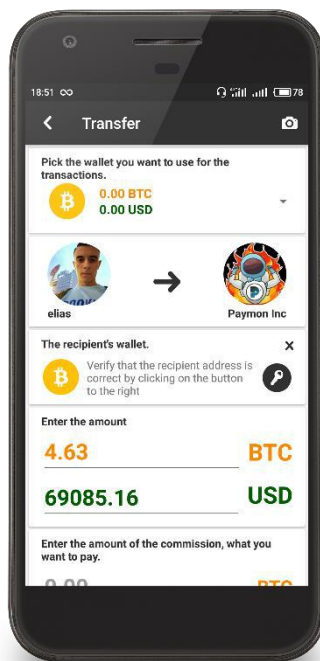 18:51
78
Transfer
Pick the wallet you want to use for the
transactions.
0.00 BTC
0.00 USD
elias
Paymon Inc
The recipient's wallet.
Verify that the recipient address is
correct by clicking on the button
to the right
Enter the amount
4.63 BTC
69085.16 USD
Enter the amount of the commission, what you
want to pay.
0.00 BTC